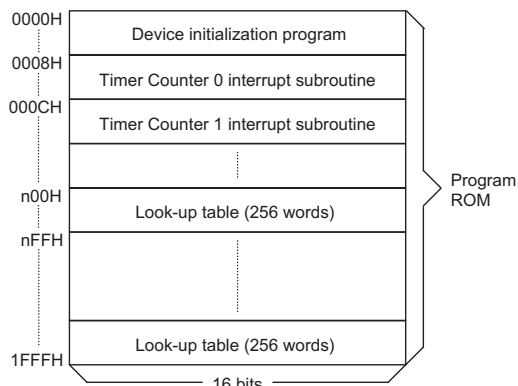 0000H
Device initialization program
0008H
Timer Counter 0 interrupt subroutine
000CH
Timer Counter 1 interrupt subroutine
n00H
Look-up table (256 words)
nFFH
Program
ROM
Look-up table (256 words)
1FFFH
16 bits